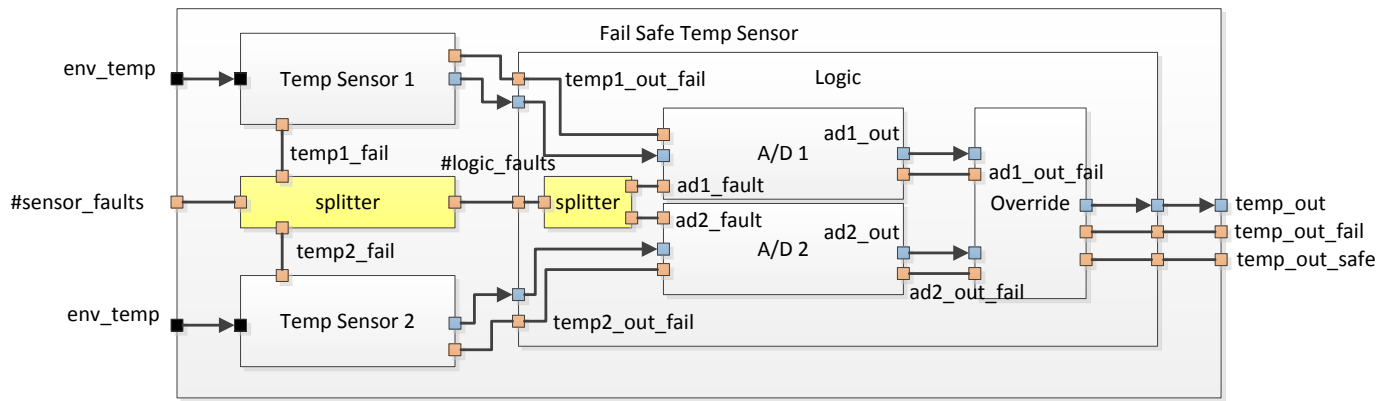 Fail Safe Temp Sensor
env_temp
Temp Sensor 1
temp1_out_fail
Logic
A/D 1
ad1_out
temp1_fail
#logic_faults
ad1_fault
ad1_out_fail
#sensor_faults
splitter
splitter
Override
temp_out
ad2_fault
temp_out_fail
temp2_fail
A/D 2
ad2_out
temp_out_safe
ad2_out_fail
env_temp
Temp Sensor 2
temp2_out_fail